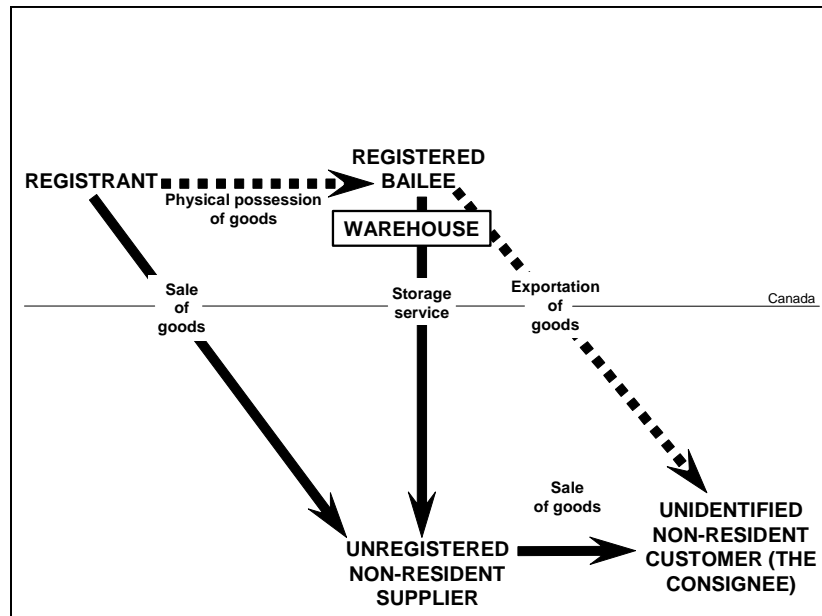 REGISTRANT
Physical possession
of goods
REGISTERED
BAILEE
WAREHOUSE
Sale
of
goods
Storage
service
Exportation
of
goods
Canada
Sale
of goods
UNREGISTERED
NON-RESIDENT
SUPPLIER
UNIDENTIFIED
NON-RESIDENT
CUSTOMER (THE
CONSIGNEE)